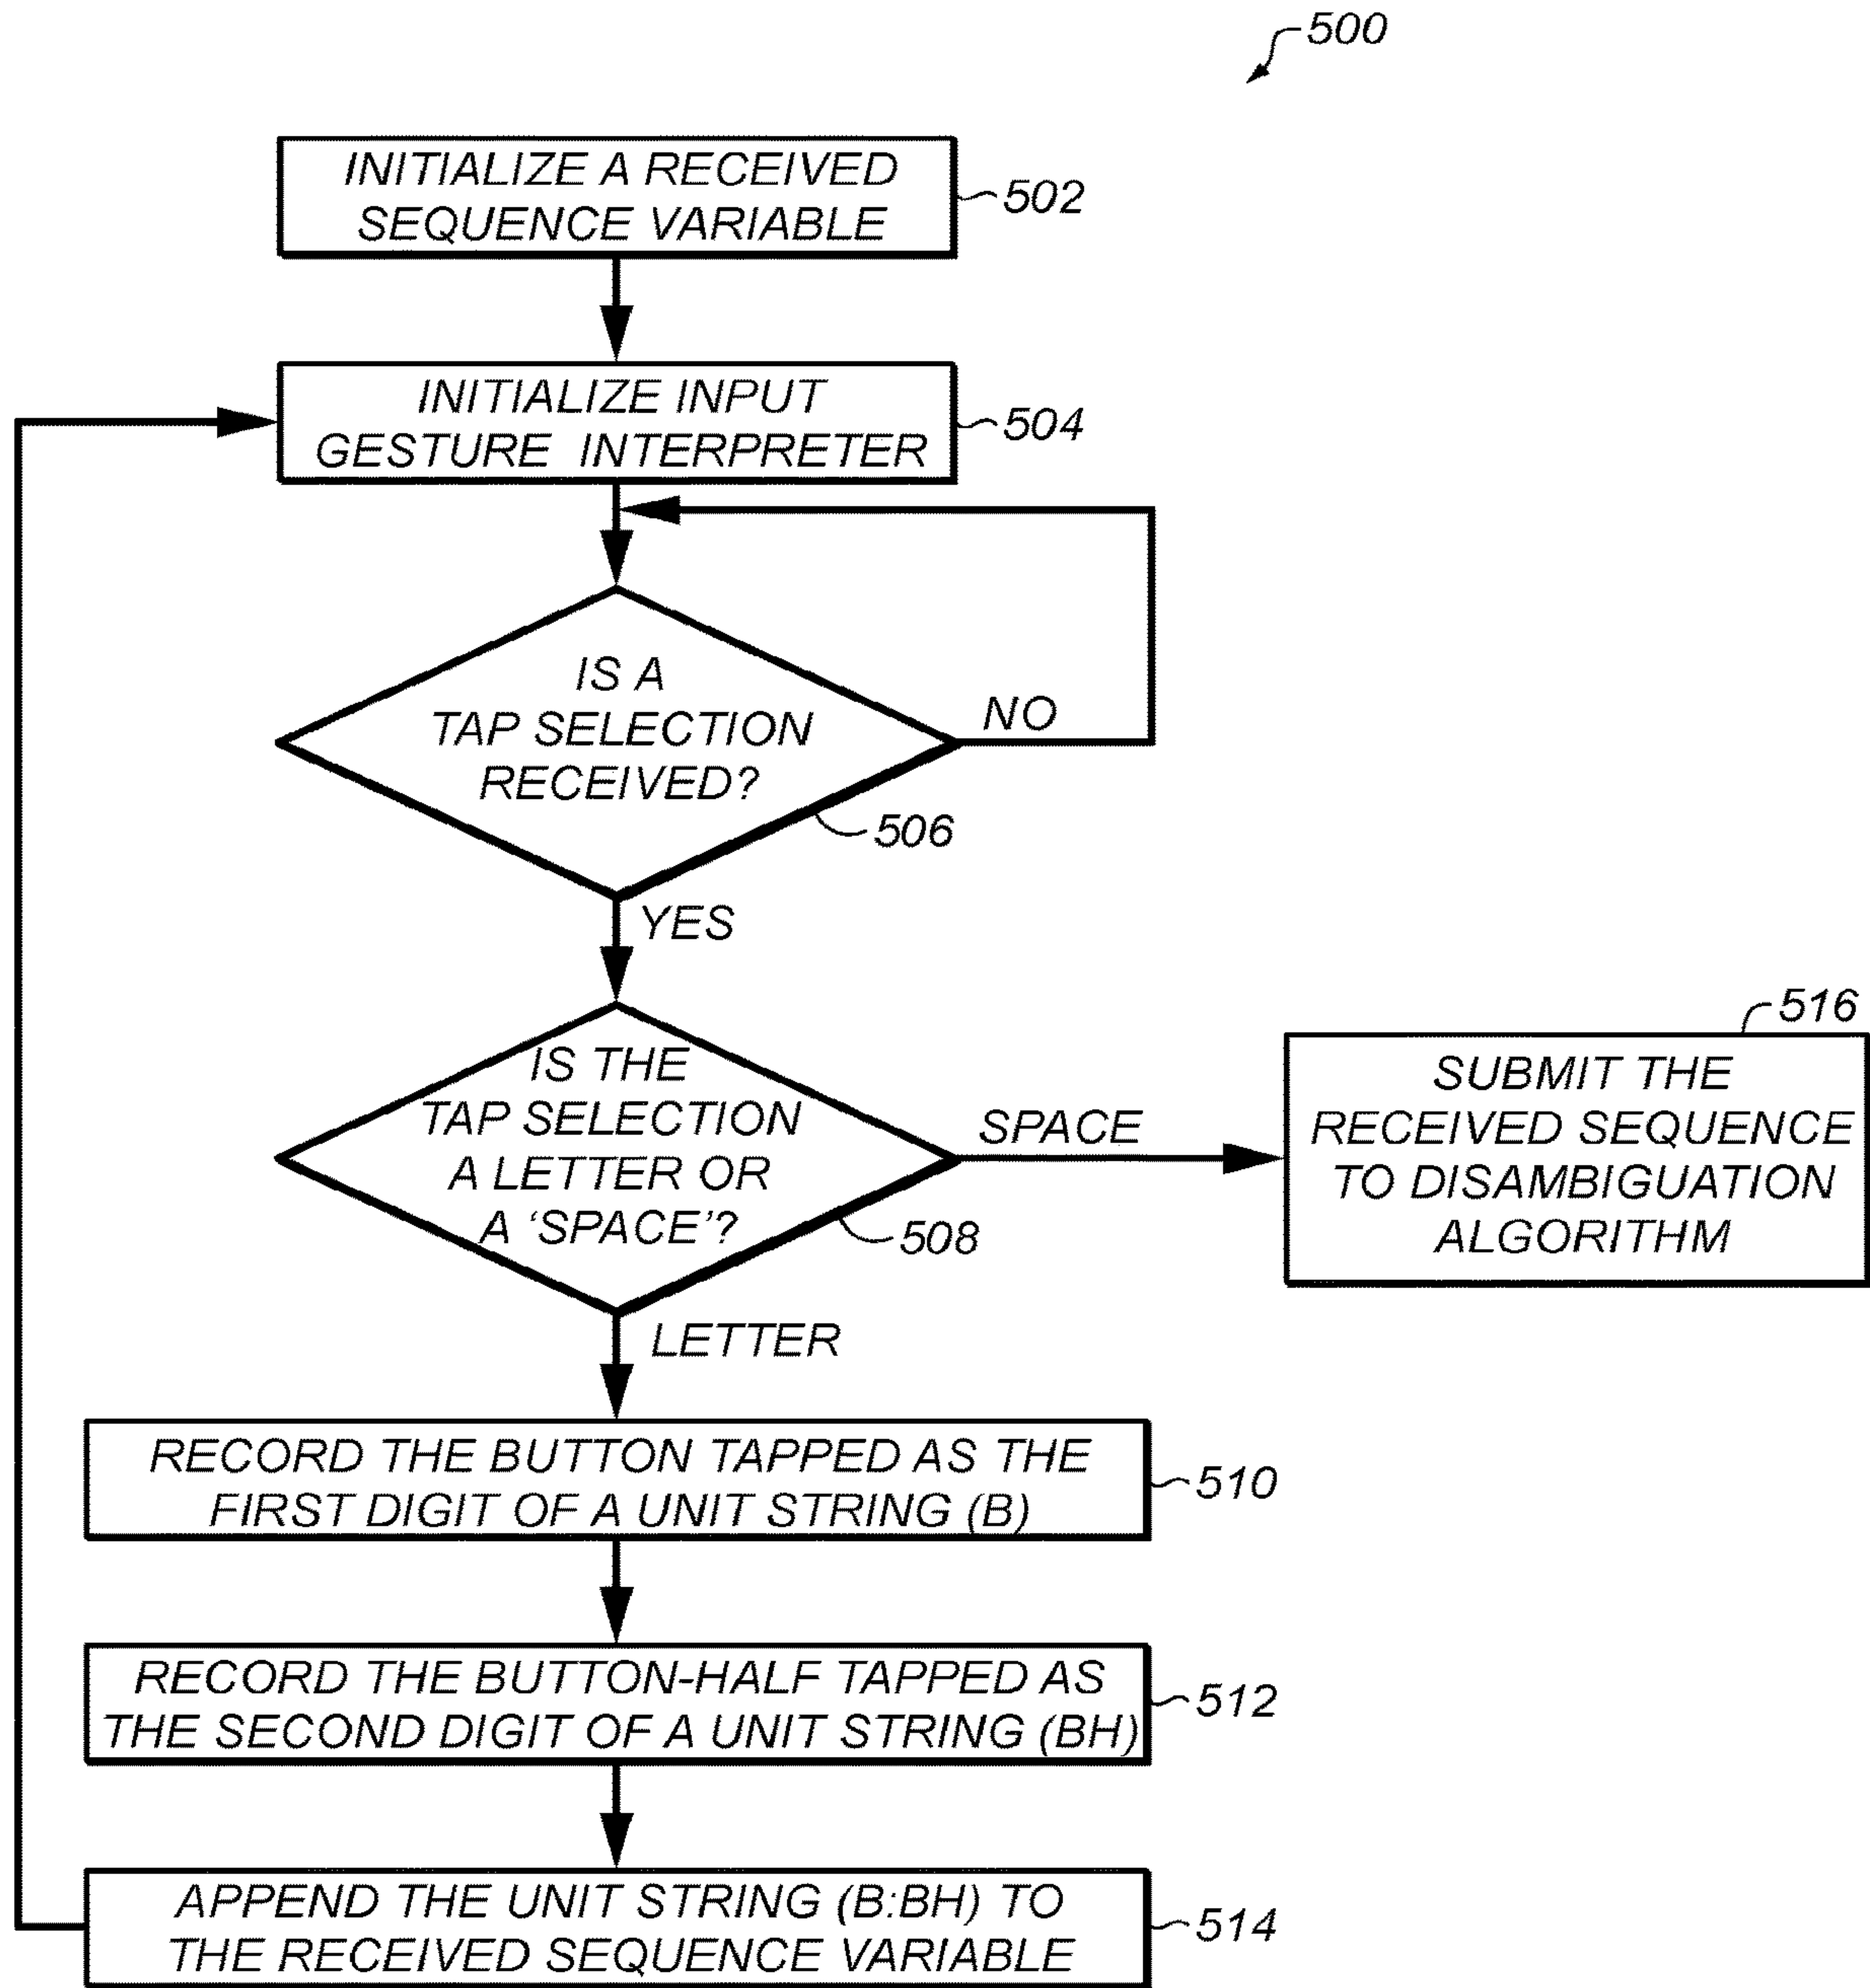 500
INITIALIZE A RECEIVED
SEQUENCE VARIABLE
502
INITIALIZE INPUT
GESTURE INTERPRETER
504
IS A
TAP SELECTION
RECEIVED?
NO
506
YES
IS THE
TAP SELECTION
A LETTER OR
A ‘SPACE’?
508
SPACE
516
SUBMIT THE
RECEIVED SEQUENCE
TO DISAMBIGUATION
ALGORITHM
LETTER
RECORD THE BUTTON TAPPED AS THE
FIRST DIGIT OF A UNIT STRING (B)
510
RECORD THE BUTTON-HALF TAPPED AS
THE SECOND DIGIT OF A UNIT STRING (BH)
512
APPEND THE UNIT STRING (B:BH) TO
THE RECEIVED SEQUENCE VARIABLE
514